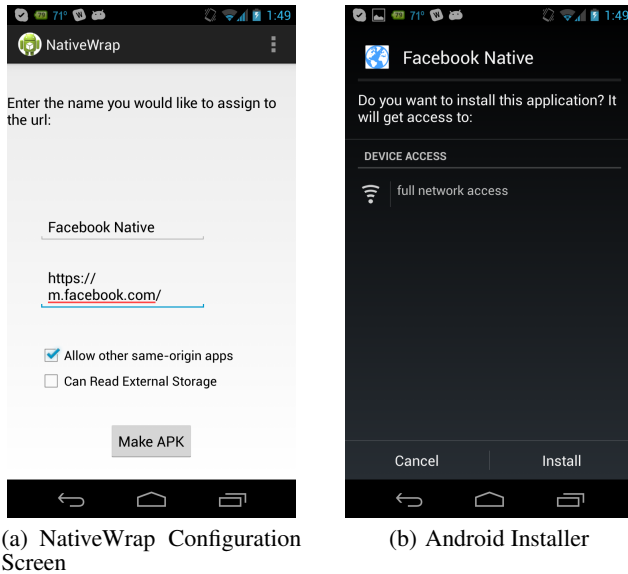 71° 1:49
NativeWrap
Enter the name you would like to assign to
the url:
Facebook Native
https://
m.facebook.com/
Allow other same-origin apps
Can Read External Storage
Make APK
(a) NativeWrap Configuration
Screen
71° 1:49
Facebook Native
Do you want to install this application? It
will get access to:
DEVICE ACCESS
full network access
Cancel Install
(b) Android Installer